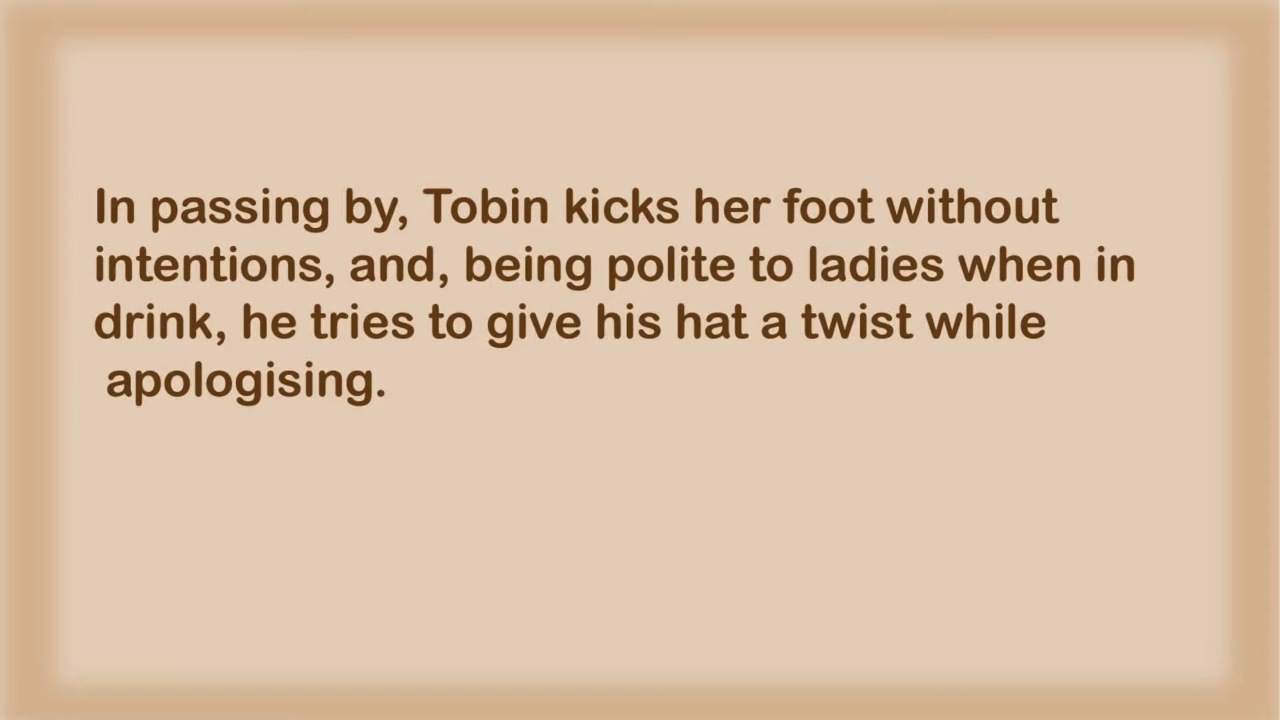 In passing by, Tobin kicks her foot without
intentions, and, being polite to ladies when in
drink, he tries to give his hat a twist while
apologising.